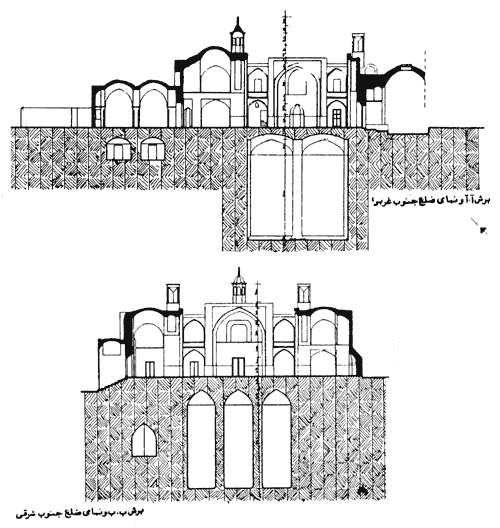 برش آ.آ و نمای ضلع جنوب غربی
برش ب.ب و نمای ضلع جنوب شرقی